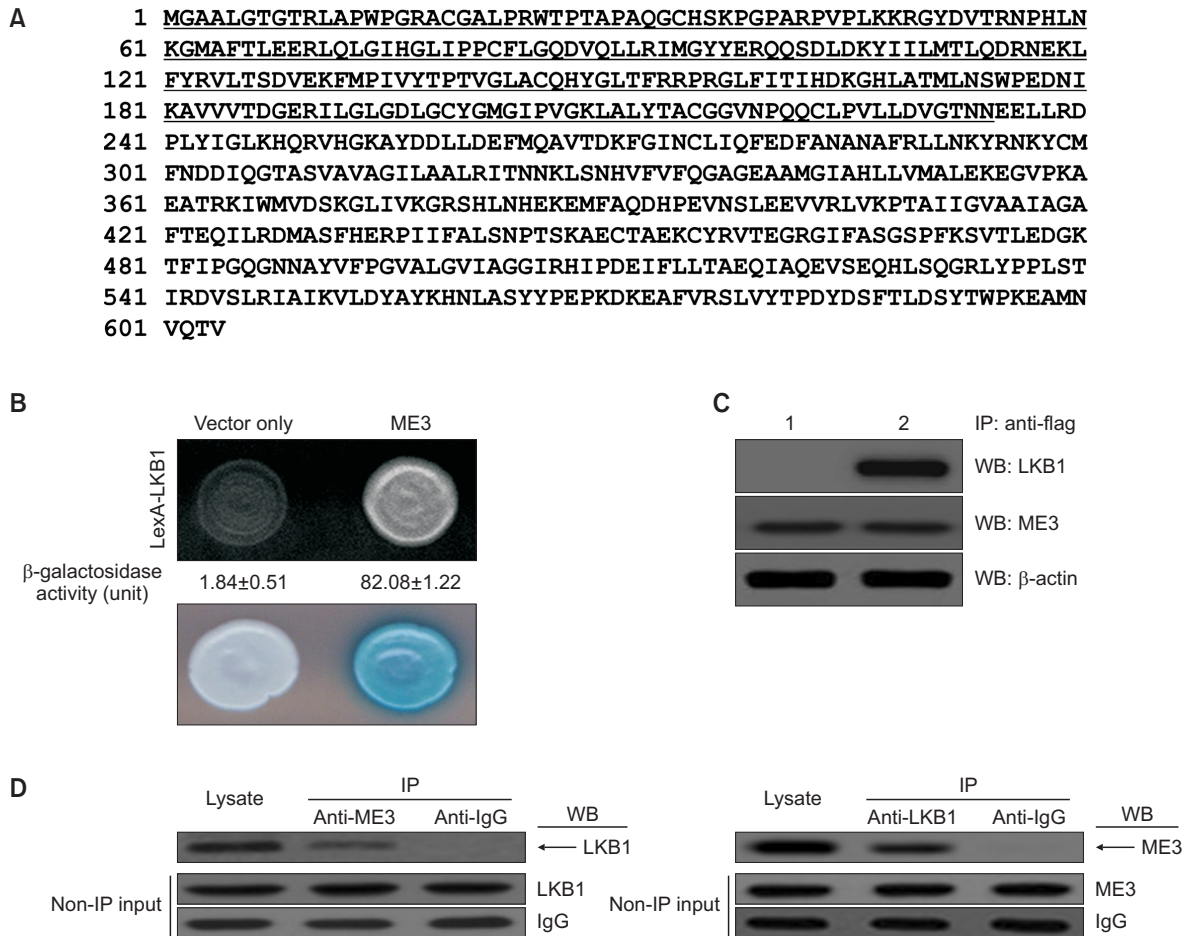 A
1 MGAALGTGTRLAPWPGRACGALPRWTPTAPAQGCHSKPGPARPVPLKKRGYDVTRNPHLN
61 KGMAFTLEERLQLGIHGLIPPCFLGQDVQLLRIMGYYERQQSDLDKYIILMTLQDRNEKL
121 FYRVLTSDVEKFMPIVYTPTVGLACQHYGLTFRRPRGLFITIHDKGHLATMLNSWPEDNI
181 KAVVVTDGERILGLGDLGCYGMGIPVGKLALYTACGGVNPQQCLPVLLDVGTNNEELLRD
241 PLYIGLKHQRVHGKAYDDLLDEFMQAVTDKFGINCLIQFEDFANANAFRLLNKYRNKYCM
301 FNDDIQGTASVAVAGILAALRITNNKLSNHVFVFQGAGEAAMGIAHLLVMALEKEGVPKA
361 EATRKIWMVDSKGLIVKGRSHLNHEKEMFAQDHPEVNSLEEVVRLVKPTAIIGVAAIAGA
421 FTEQILRDMASFHERPIIFALSNPTSKAECTAEKCYRVTEGRGIFASGSPFKSVTLEDGK
481 TFIPGQGNNAYVFPGVALGVIAGGIRHIPDEIFLLTAEQIAQEVSEQHLSQGRLYPPLST
541 IRDVSLRIAIKVLDYAYKHNLASYYPEPKDKEAFVRSLVYTPDYDSFTLDSYTWPKEAMN
601 VQTV
B
Vector only ME3
LexA-LKB1
β-galactosidase
activity (unit)
1.84±0.51 82.08±1.22
C
1 2 IP: anti-flag
WB: LKB1
WB: ME3
WB: β-actin
D
Lysate IP
Anti-ME3 Anti-IgG WB
LKB1
Non-IP input
LKB1
IgG
Lysate IP
Anti-LKB1 Anti-IgG WB
ME3
Non-IP input
ME3
IgG